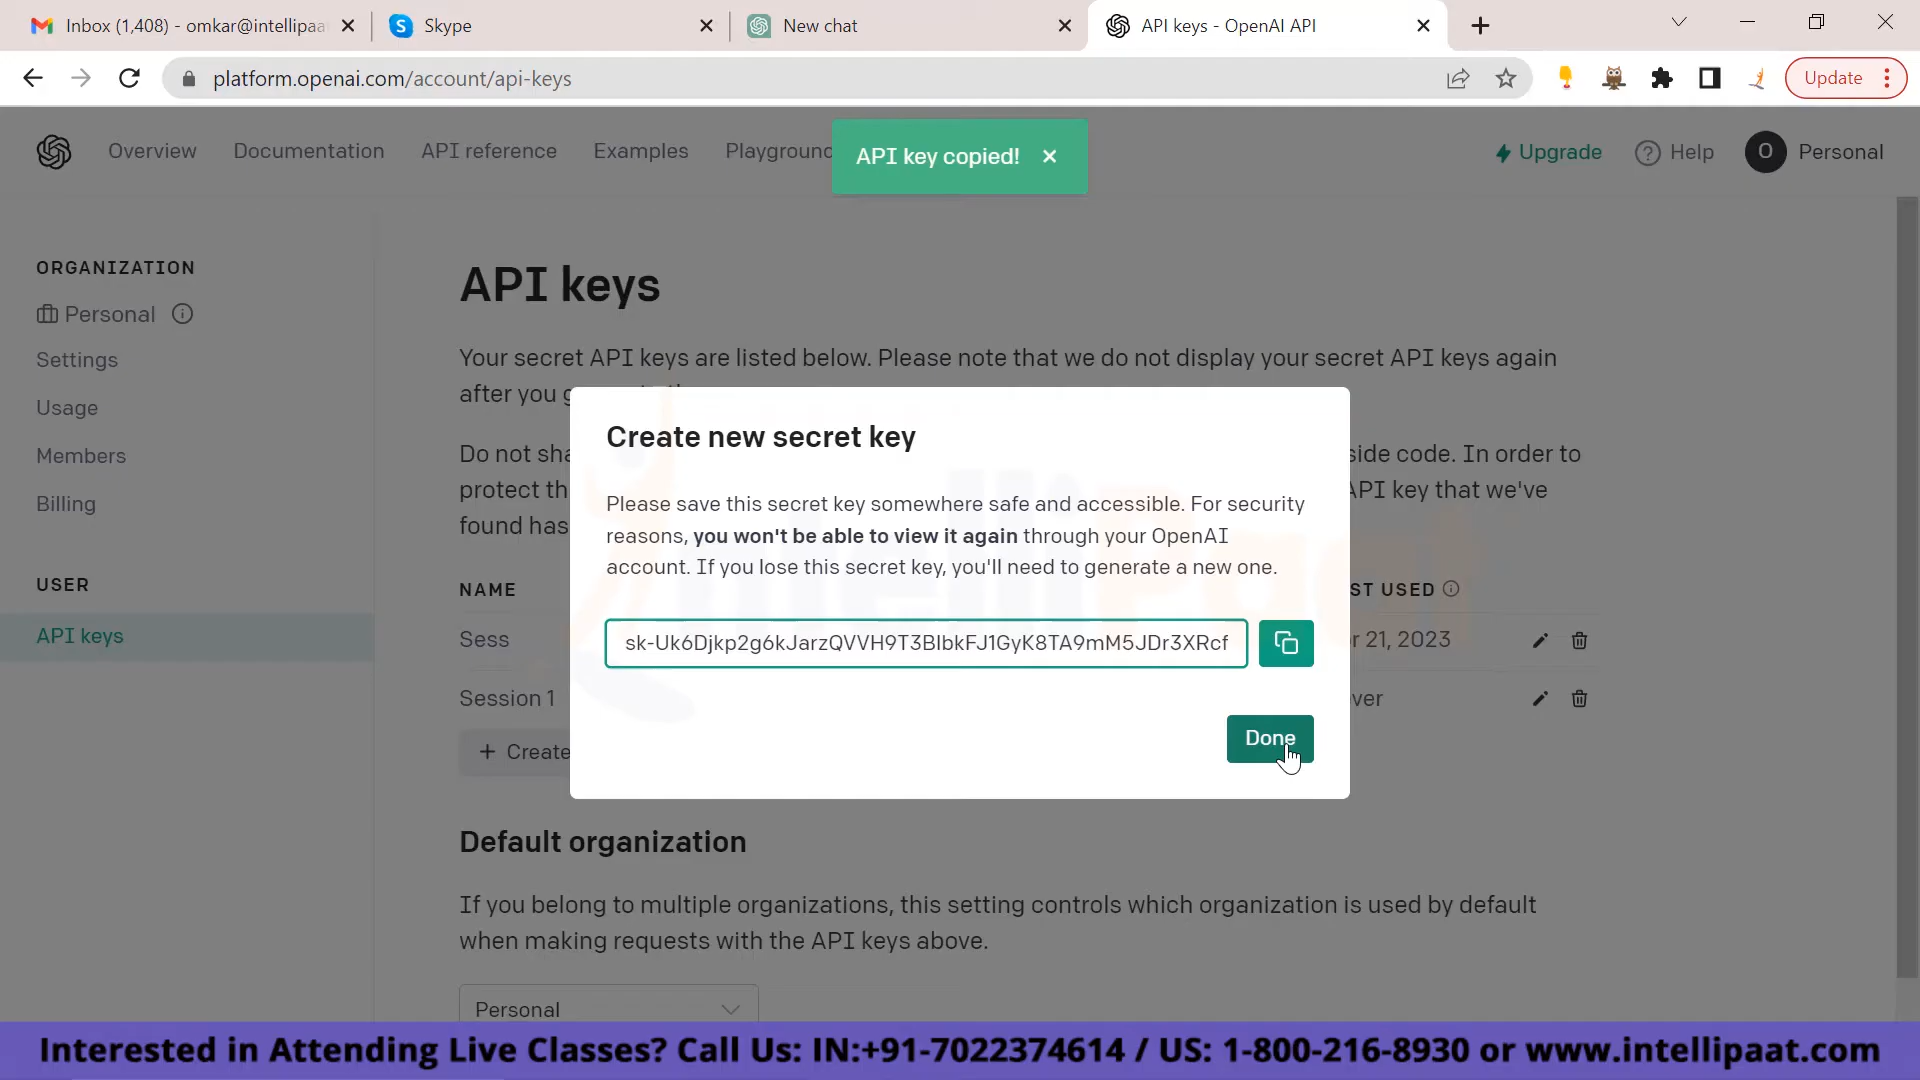 Inbox (1,408) - omkar@intellipaa
Skype
New chat
API keys - OpenAI API
platform.openai.com/account/api-keys
Update
Overview
Documentation
API reference
Examples
Playground
API key copied!
Upgrade
Help
O
Personal
ORGANIZATION
Personal
Settings
Usage
Members
Billing
USER
API keys
API keys
Your secret API keys are listed below. Please note that we do not display your secret API keys again
after you
Do not sha side code. In order to
protect th API key that we've
found has
NAME
ST USED
Sess
r 21, 2023
Session 1
ver
+ Create
Create new secret key
Please save this secret key somewhere safe and accessible. For security
reasons, you won't be able to view it again through your OpenAI
account. If you lose this secret key, you'll need to generate a new one.
sk-Uk6Djkp2g6kJarzQVVH9T3BlbkFJ1GyK8TA9mM5JDr3XRcf
Done
IntelliPaat
Default organization
If you belong to multiple organizations, this setting controls which organization is used by default
when making requests with the API keys above.
Personal
Interested in Attending Live Classes? Call Us: IN:+91-7022374614 / US: 1-800-216-8930 or www.intellipaat.com